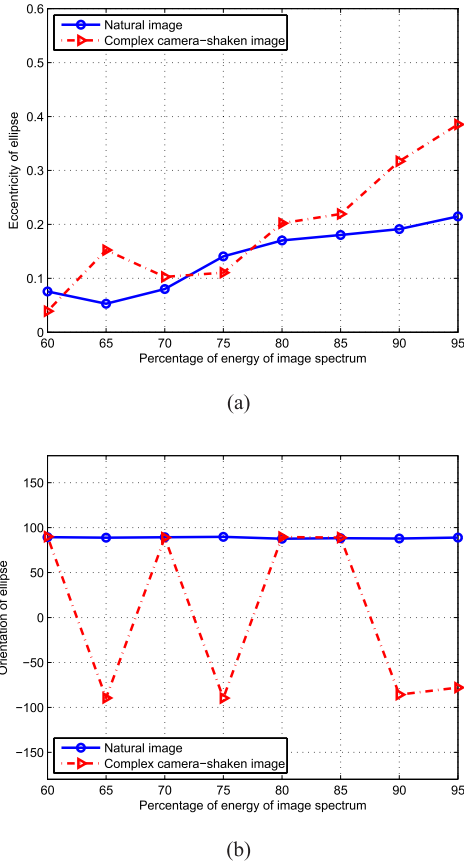 0.6
0.5
0.4
0.3
0.2
0.1
0
Eccentricity of ellipse
Natural image
Complex camera−shaken image
60 65 70 75 80 85 90 95
Percentage of energy of image spectrum
(a)
150
100
50
0
−50
−100
−150
Orientation of ellipse
Natural image
Complex camera−shaken image
60 65 70 75 80 85 90 95
Percentage of energy of image spectrum
(b)